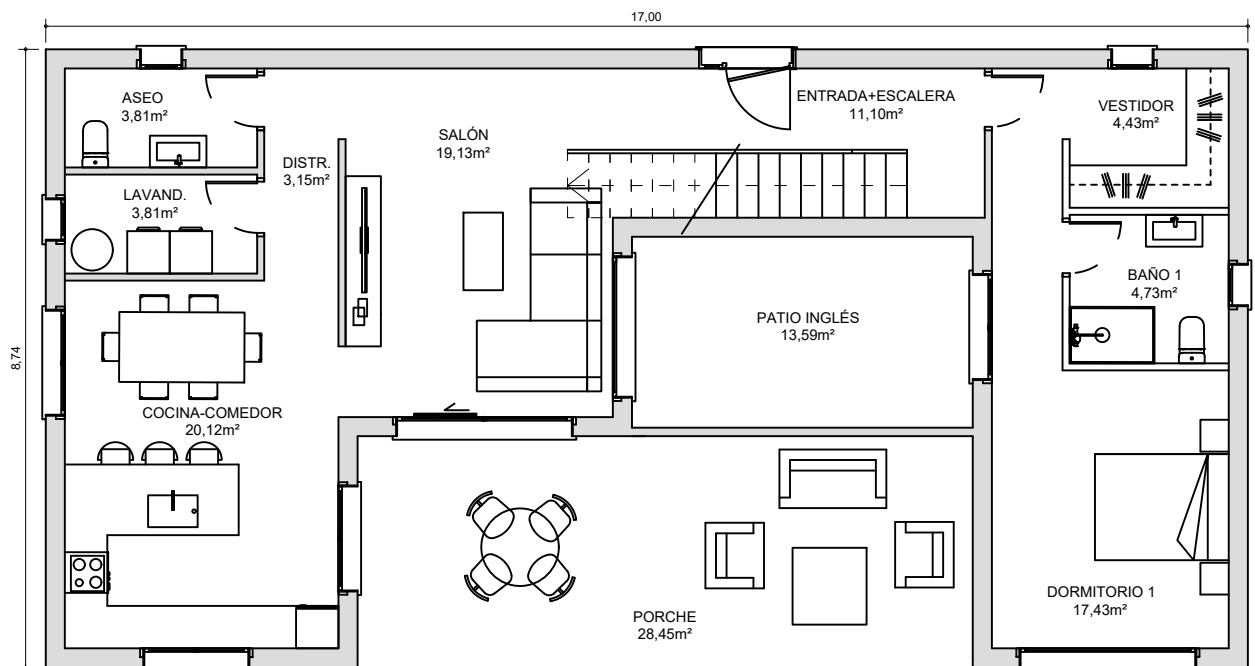 17,00
8,74
ASEO
3,81m²
LAVAND.
3,81m²
DISTR.
3,15m²
SALÓN
19,13m²
ENTRADA+ESCALERA
11,10m²
VESTIDOR
4,43m²
BAÑO 1
4,73m²
PATIO INGLÉS
13,59m²
COCINA-COMEDOR
20,12m²
PORCHE
28,45m²
DORMITORIO 1
17,43m²